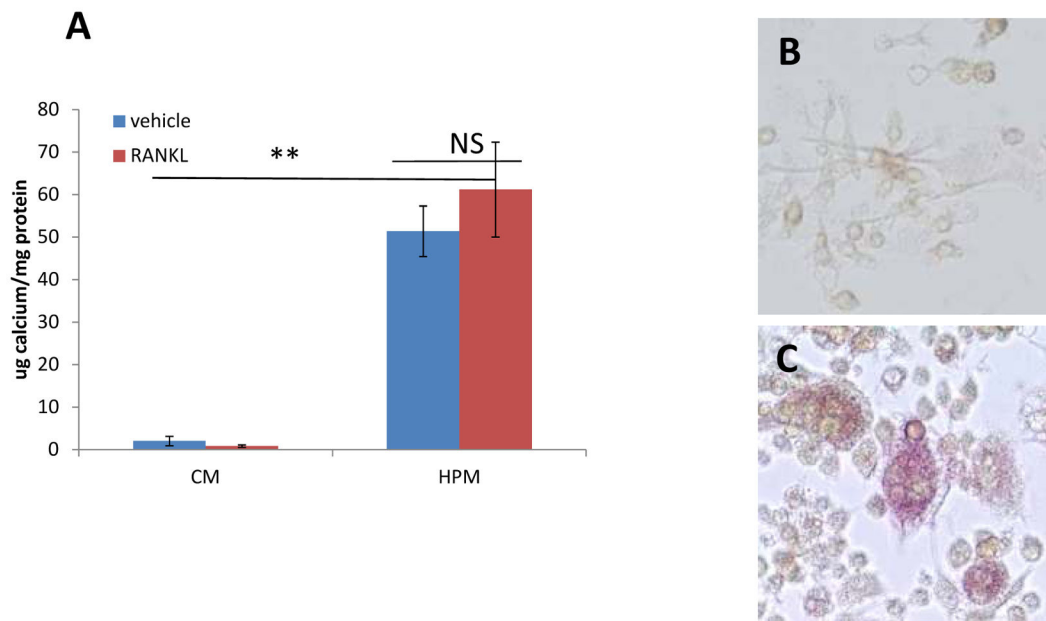 A
B
80
vehicle
70
RANKL
**
NS
60
50
40
30
20
10
0
ug calcium/mg protein
CM
HPM
C